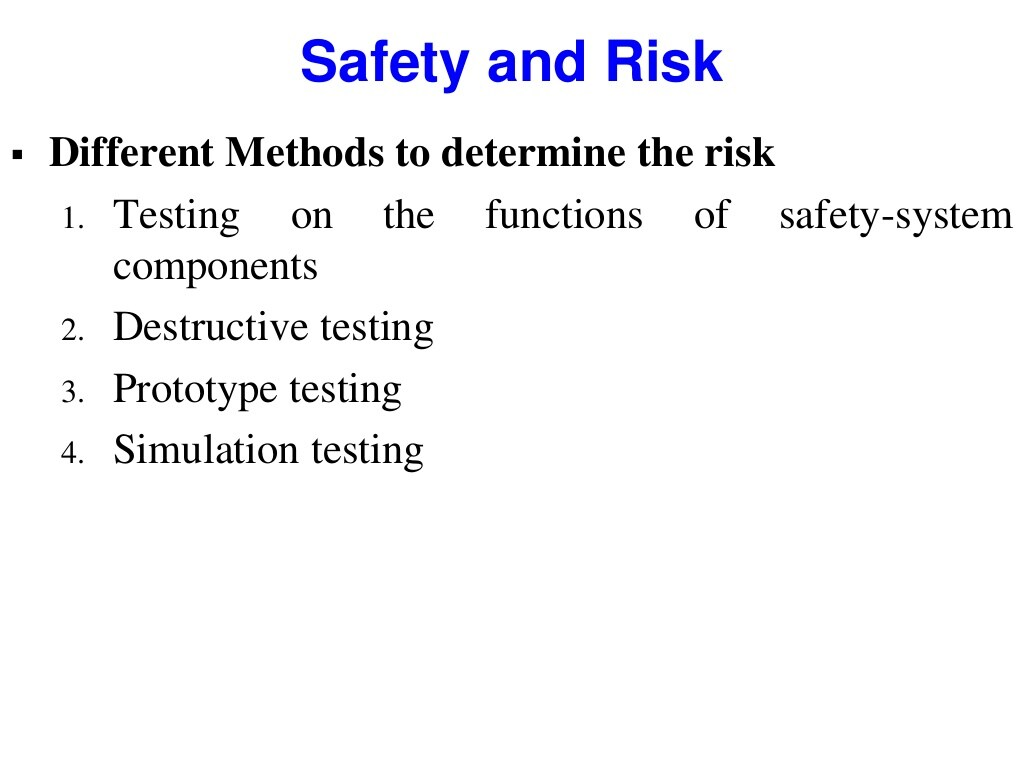 Safety and Risk
▪ Different Methods to determine the risk
1. Testing on the functions of safety-system
components
2. Destructive testing
3. Prototype testing
4. Simulation testing